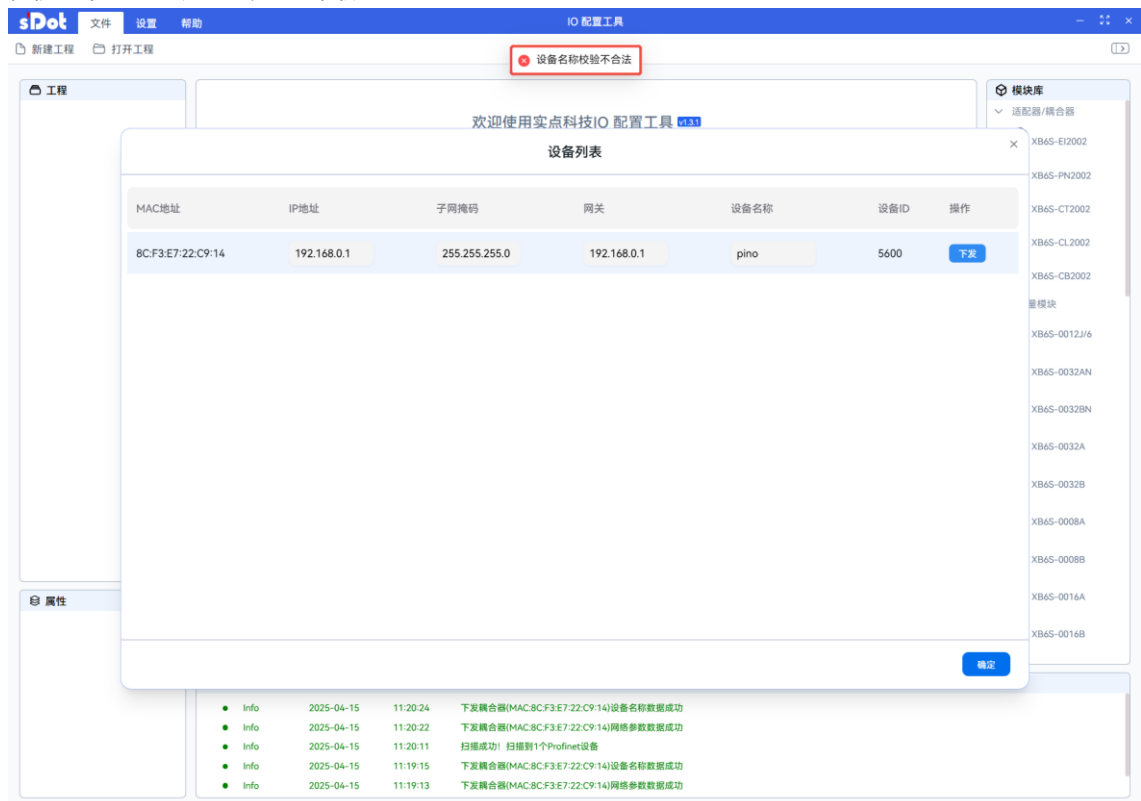 sDot 文件 设置 帮助 IO 配置工具
新建工程 打开工程
设备名称校验不合法
工程
模块库
适配器/耦合器
欢迎使用实点科技IO 配置工具 v1.3.1
设备列表
XB6S-EI2002
XB6S-PN2002
MAC地址 IP地址 子网掩码 网关 设备名称 设备ID 操作
XB6S-CT2002
8C:F3:E7:22:C9:14 192.168.0.1 255.255.255.0 192.168.0.1 pino 5600 下发
XB6S-CL2002
XB6S-CB2002
量模块
XB6S-0012J/6
XB6S-0032AN
XB6S-0032BN
XB6S-0032A
XB6S-0032B
XB6S-0008A
XB6S-0008B
属性
XB6S-0016A
XB6S-0016B
确定
Info 2025-04-15 11:20:24 下发耦合器(MAC:8C:F3:E7:22:C9:14)设备名称数据成功
Info 2025-04-15 11:20:22 下发耦合器(MAC:8C:F3:E7:22:C9:14)网络参数数据成功
Info 2025-04-15 11:20:11 扫描成功！扫描到1个Profinet设备
Info 2025-04-15 11:19:15 下发耦合器(MAC:8C:F3:E7:22:C9:14)设备名称数据成功
Info 2025-04-15 11:19:13 下发耦合器(MAC:8C:F3:E7:22:C9:14)网络参数数据成功